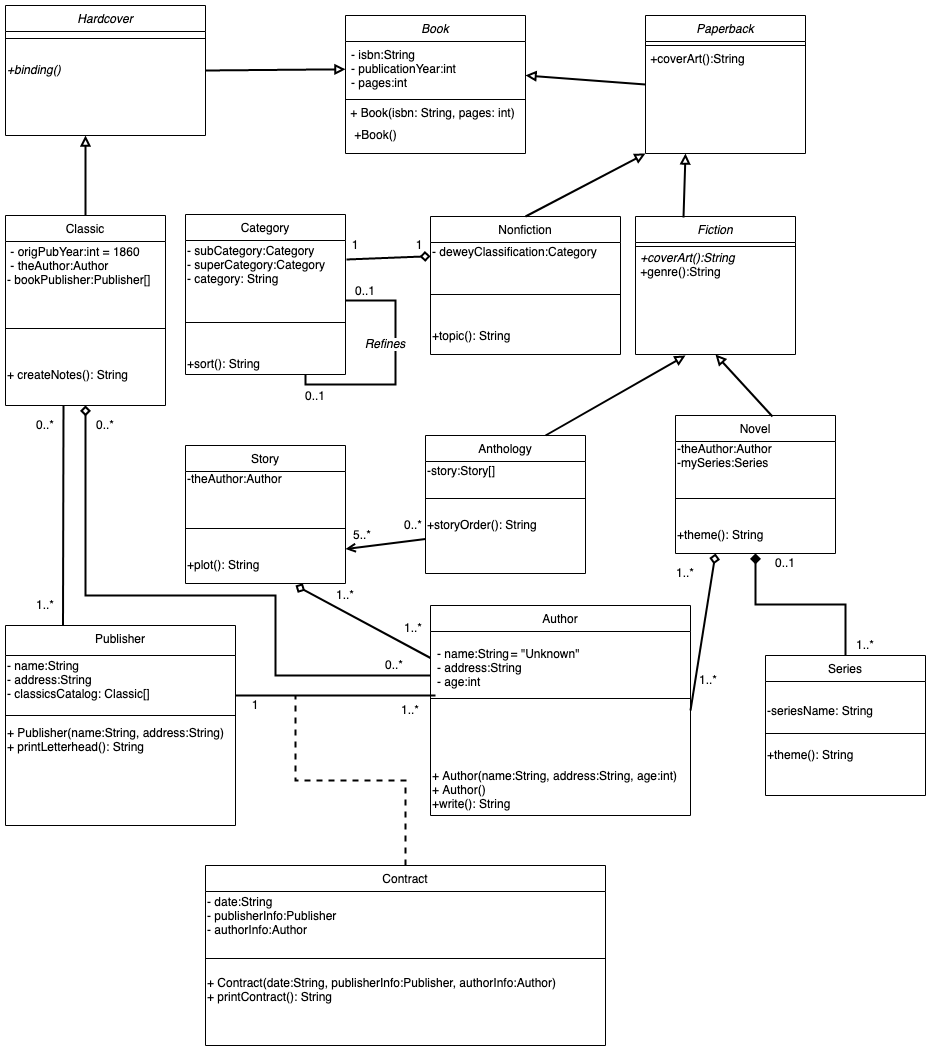 Hardcover
+binding()
Book
- isbn:String
- publicationYear:int
- pages:int
+ Book(isbn: String, pages: int)
+Book()
Paperback
+coverArt():String
Classic
- origPubYear:int = 1860
- theAuthor:Author
- bookPublisher:Publisher[]
+ createNotes(): String
Category
- subCategory:Category
- superCategory:Category
- category: String
+sort(): String
1
1
0..1
Refines
0..1
Nonfiction
- deweyClassification:Category
+topic(): String
Fiction
+coverArt():String
+genre():String
0..*
0..*
Story
-theAuthor:Author
+plot(): String
5..*
0..*
Anthology
-story:Story[]
+storyOrder(): String
Novel
-theAuthor:Author
-mySeries:Series
+theme(): String
1..*
0..1
1..*
1..*
1..*
0..*
1..*
1..*
Publisher
- name:String
- address:String
- classicsCatalog: Classic[]
+ Publisher(name:String, address:String)
+ printLetterhead(): String
1
1..*
Author
- name:String = "Unknown"
- address:String
- age:int
+ Author(name:String, address:String, age:int)
+ Author()
+write(): String
Series
-seriesName: String
+theme(): String
Contract
- date:String
- publisherInfo:Publisher
- authorInfo:Author
+ Contract(date:String, publisherInfo:Publisher, authorInfo:Author)
+ printContract(): String